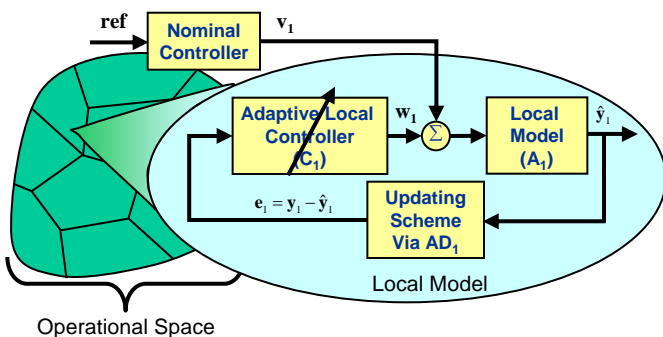 ref
Nominal
Controller
v₁
Adaptive Local
Controller
(C₁)
w₁
Σ
Local
Model
(A₁)
ŷ₁
e₁ = y₁ − ŷ₁
Updating
Scheme
Via AD₁
Local Model
Operational Space